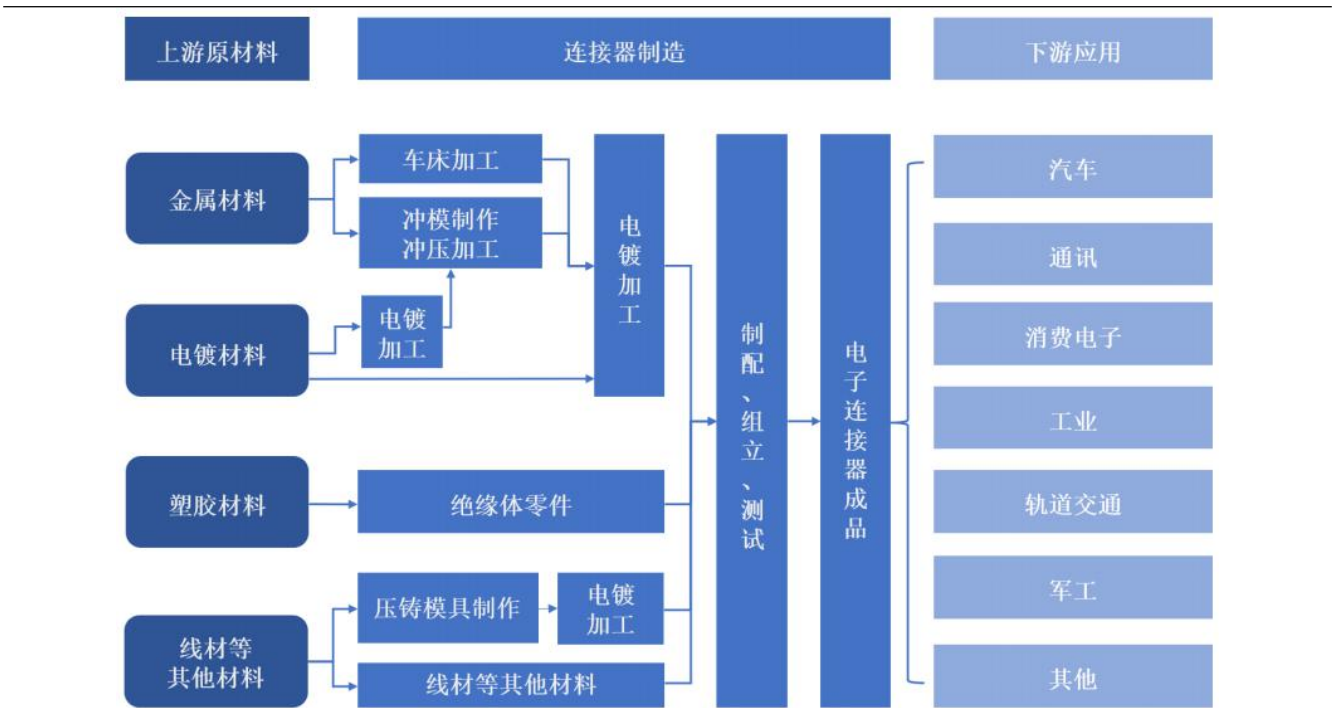 上游原材料
连接器制造
下游应用
金属材料
车床加工
冲模制作
冲压加工
电镀材料
电镀
加工
电镀加工
塑胶材料
绝缘体零件
线材等
其他材料
压铸模具制作
电镀
加工
线材等其他材料
制配、组立、测试
电子连接器成品
汽车
通讯
消费电子
工业
轨道交通
军工
其他